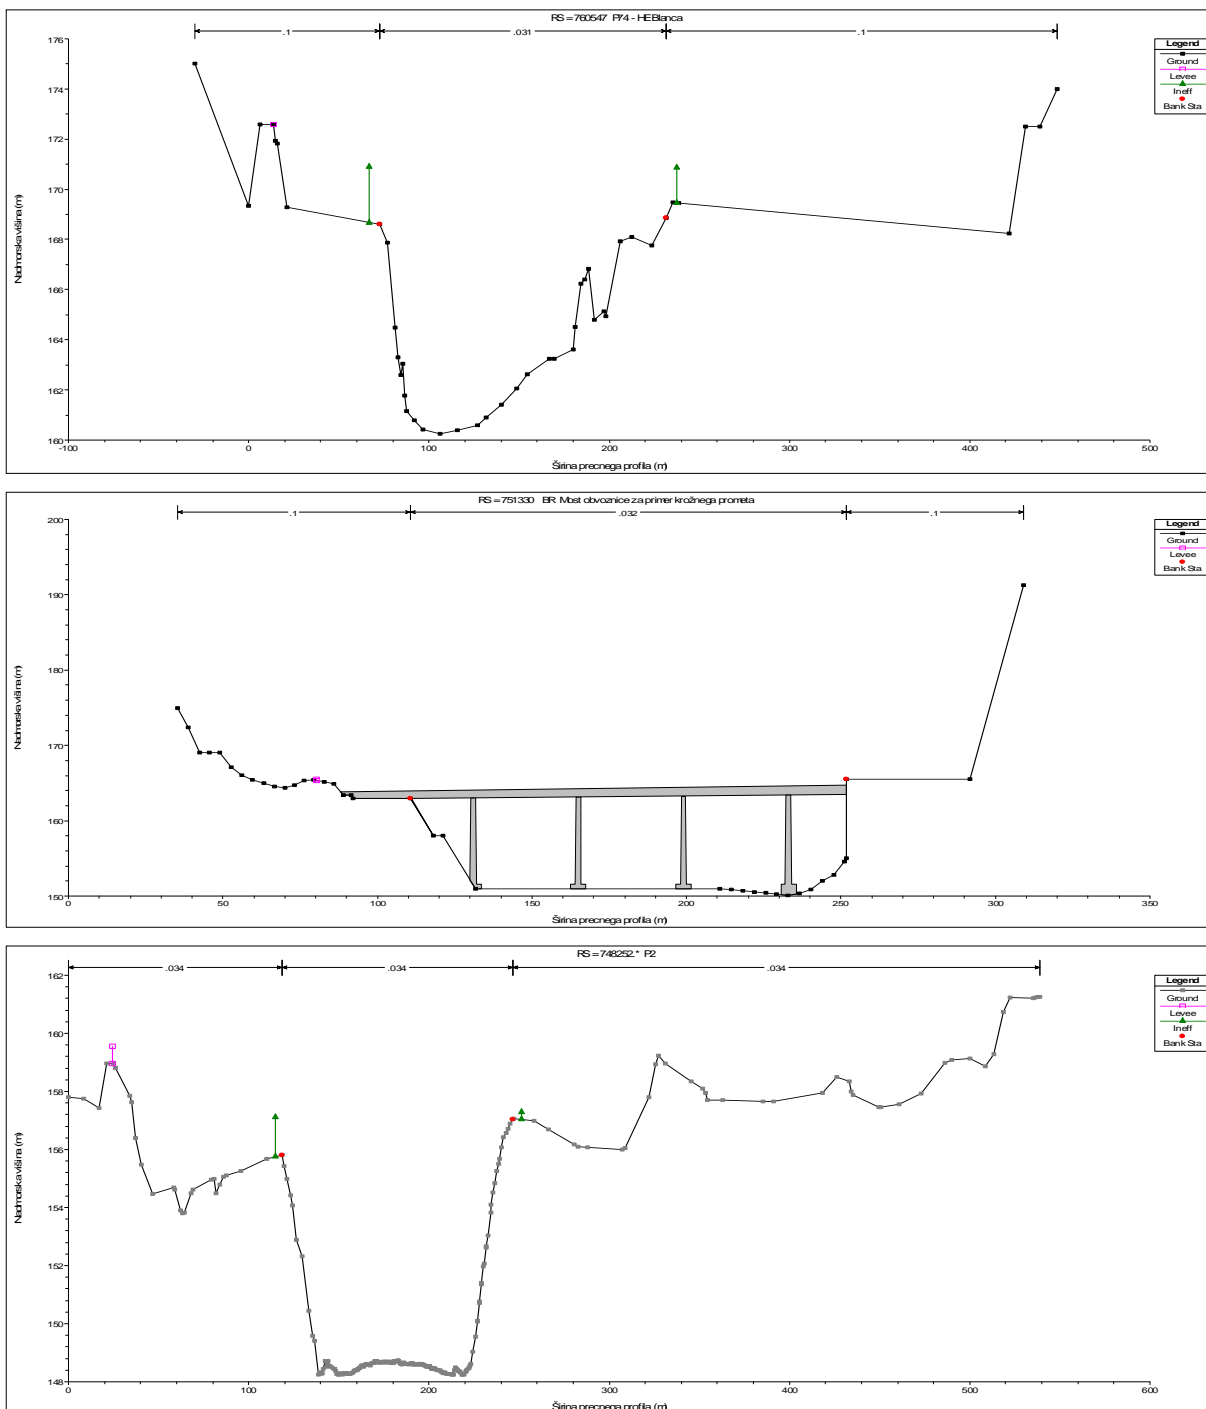 RS = 760547 P74 - HE Blanca
.1 .031 .1
176
174
172
170
168
166
164
162
160
-100 0 100 200 300 400 500
Nadmorska višina (m)
Širina precnega profila (m)
Legend
Ground
Levee
Ineff
Bank Sta
RS = 751330 BR Most obvoznice za primer krožnega prometa
.1 .032 .1
200
190
180
170
160
150
0 50 100 150 200 250 300 350
Nadmorska višina (m)
Širina precnega profila (m)
Legend
Ground
Levee
Bank Sta
RS = 748252.* P2
.034 .034 .034
162
160
158
156
154
152
150
148
0 100 200 300 400 500 600
Nadmorska višina (m)
Širina precnega profila (m)
Legend
Ground
Levee
Ineff
Bank Sta